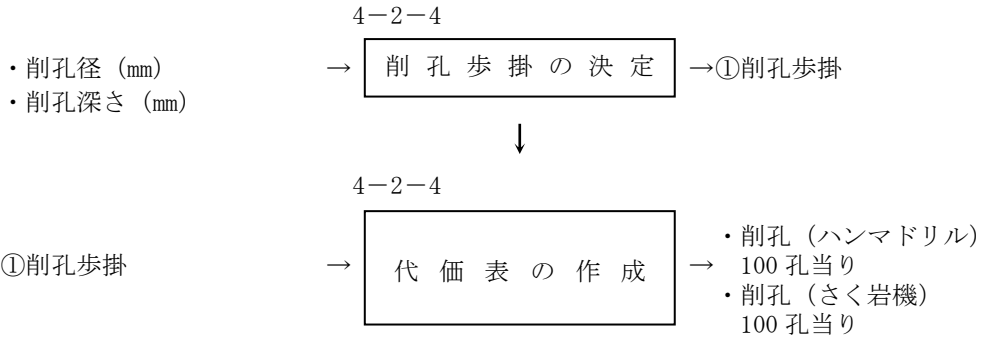 4－2－4
・削孔径（㎜） → 削孔歩掛の決定 →①削孔歩掛
・削孔深さ（㎜）
↓
4－2－4
①削孔歩掛 → 代価表の作成 → ・削孔（ハンマドリル）
100 孔当り
・削孔（さく岩機）
100 孔当り